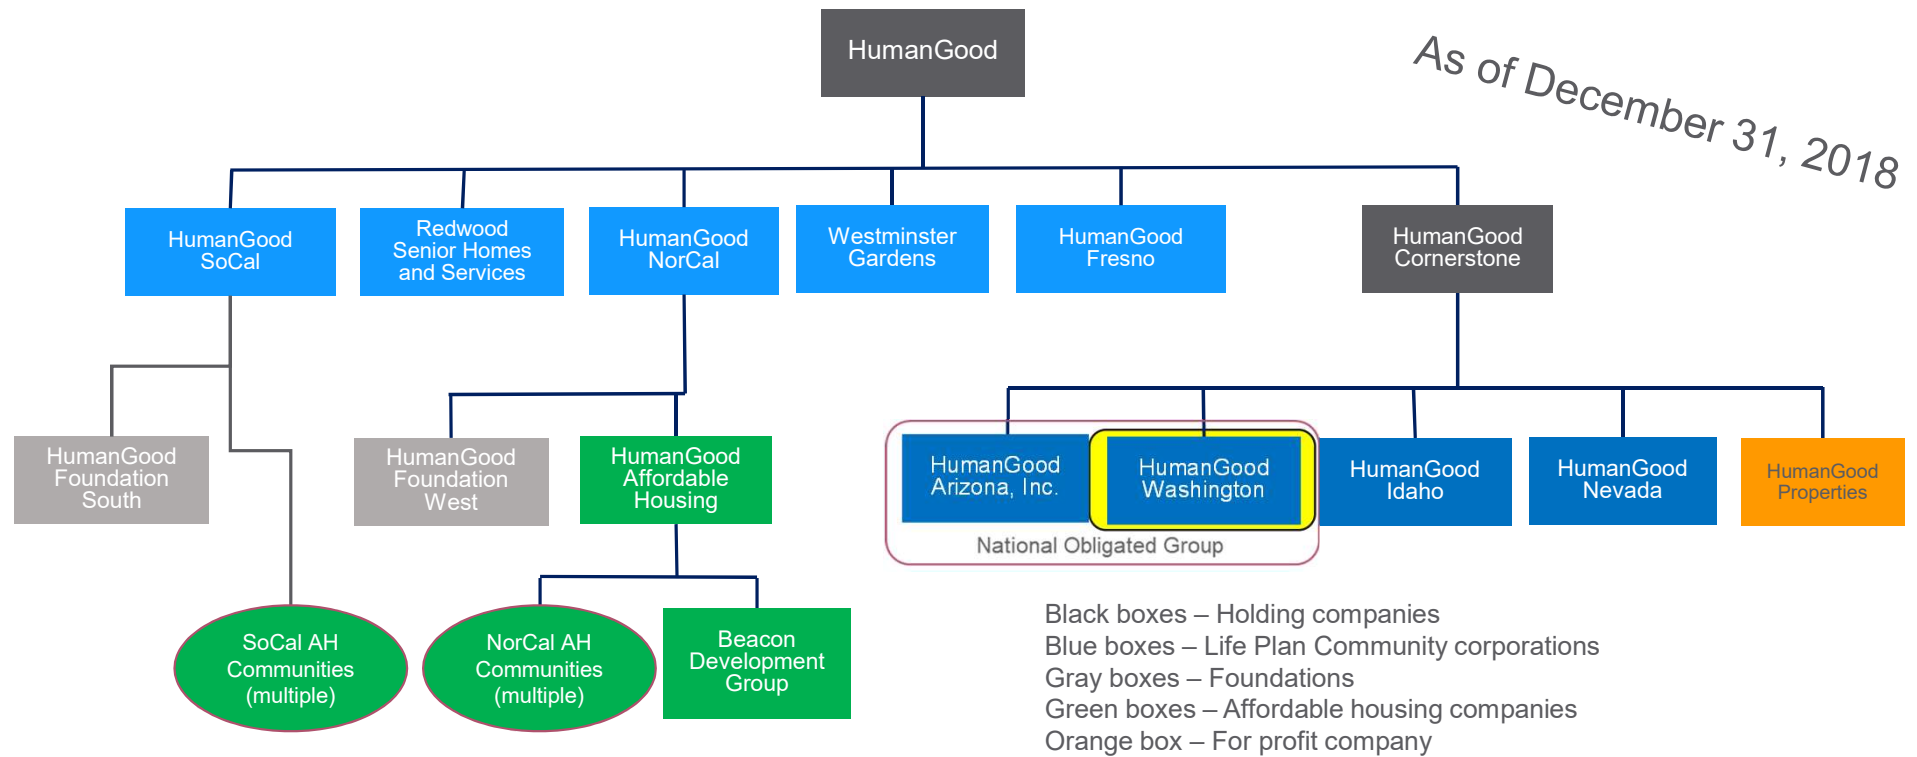 HumanGood
As of December 31, 2018
HumanGood
SoCal
Redwood
Senior Homes
and Services
HumanGood
NorCal
Westminster
Gardens
HumanGood
Fresno
HumanGood
Cornerstone
HumanGood
Foundation
South
HumanGood
Foundation
West
HumanGood
Affordable
Housing
HumanGood
Arizona, Inc.
HumanGood
Washington
HumanGood
Idaho
HumanGood
Nevada
HumanGood
Properties
National Obligated Group
SoCal AH
Communities
(multiple)
NorCal AH
Communities
(multiple)
Beacon
Development
Group
Black boxes – Holding companies
Blue boxes – Life Plan Community corporations
Gray boxes – Foundations
Green boxes – Affordable housing companies
Orange box – For profit company